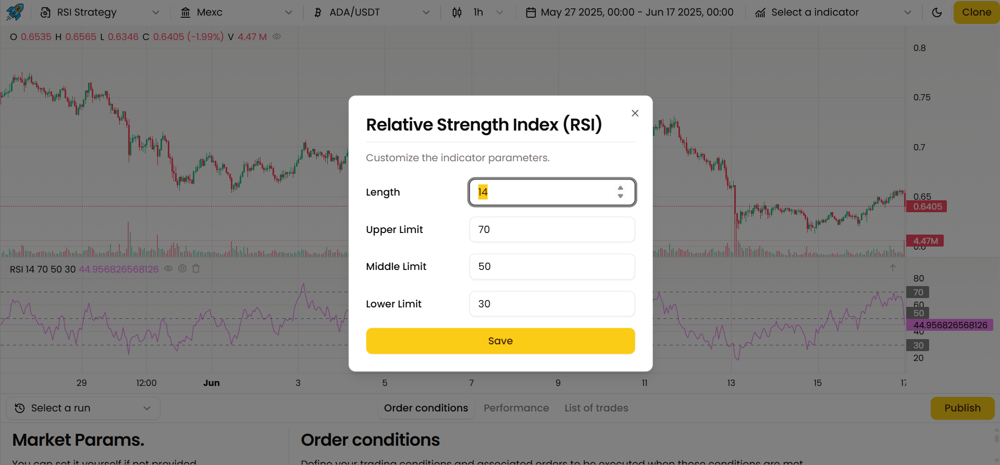 RSI Strategy Mexc ADA/USDT 1h May 27 2025, 00:00 - Jun 17 2025, 00:00 Select a indicator Clone
O 0.6535 H 0.6565 L 0.6346 C 0.6405 (-1.99%) V 4.47 M
0.8
0.75
0.7
0.65
0.6405
4.47M
0.6
Relative Strength Index (RSI)
Customize the indicator parameters.
Length 14
Upper Limit 70
Middle Limit 50
Lower Limit 30
Save
RSI 14 70 50 30 44.956826568126
80
70
60
50
44.956826568126
40
30
20
29 12:00 Jun 3 5 7 9 11 13 15 17
Select a run Order conditions Performance List of trades Publish
Market Params. Order conditions
You can set it yourself if not provided Define your trading conditions and associated orders to be executed when those conditions are met